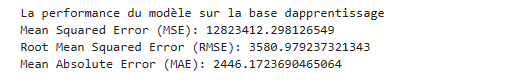 La performance du modèle sur la base dapprentissage
Mean Squared Error (MSE): 12823412.298126549
Root Mean Squared Error (RMSE): 3580.979237321343
Mean Absolute Error (MAE): 2446.1723690465064